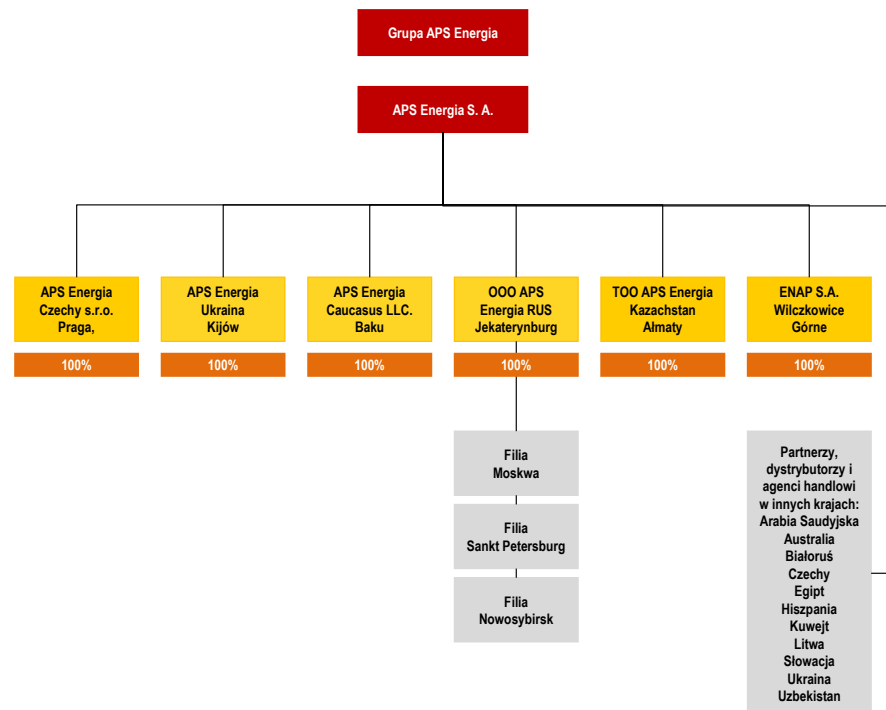 Grupa APS Energia
APS Energia S. A.
APS Energia
Czechy s.r.o.
Praga,
100%
APS Energia
Ukraina
Kijów
100%
APS Energia
Caucasus LLC.
Baku
100%
OOO APS
Energia RUS
Jekaterynburg
100%
TOO APS Energia
Kazachstan
Ałmaty
100%
ENAP S.A.
Wilczkowice
Górne
100%
Filia
Moskwa
Filia
Sankt Petersburg
Filia
Nowosybirsk
Partnerzy,
dystrybutorzy i
agenci handlowi
w innych krajach:
Arabia Saudyjska
Australia
Białoruś
Czechy
Egipt
Hiszpania
Kuwejt
Litwa
Słowacja
Ukraina
Uzbekistan